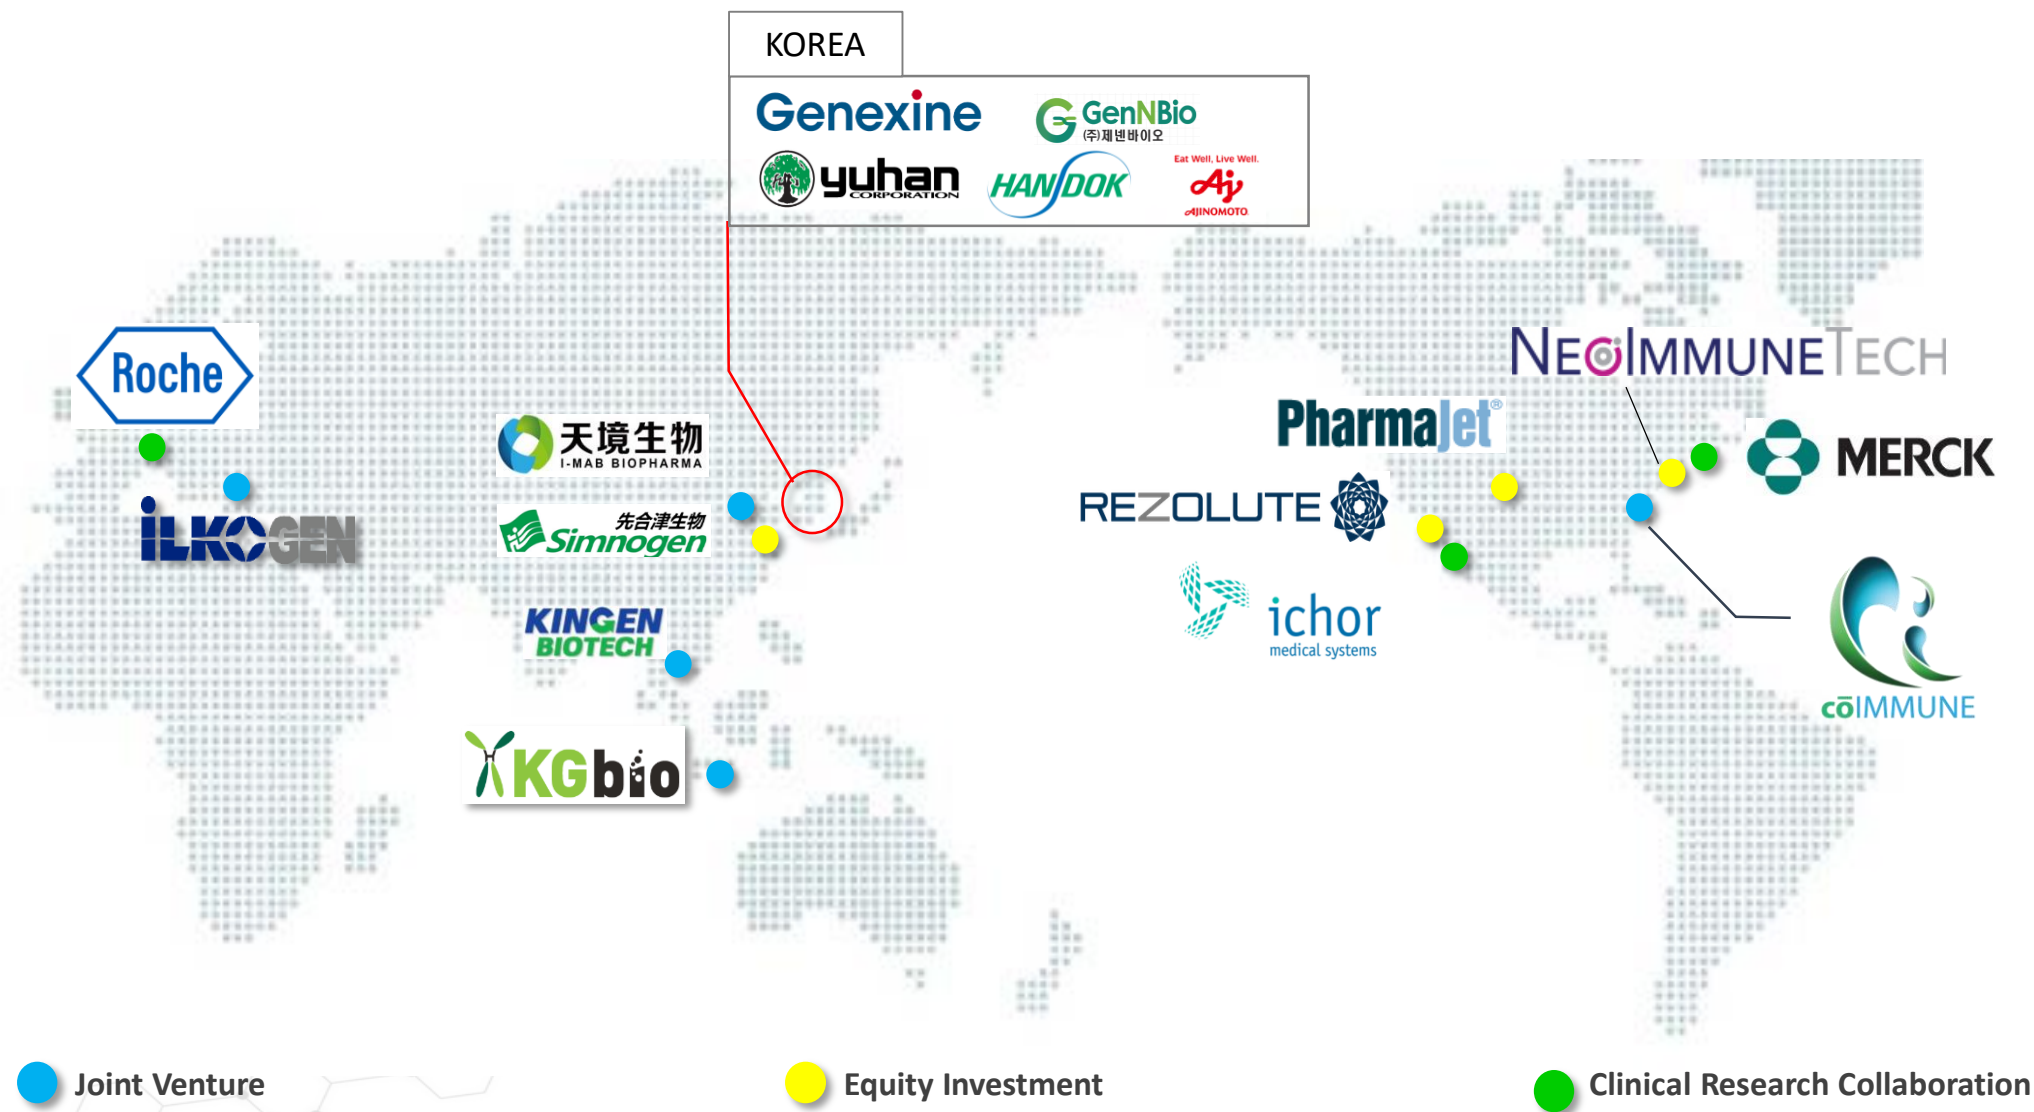 KOREA
Genexine
GenNBio
(주)제넨바이오
yuhan
CORPORATION
HANDOK
Eat Well, Live Well.
Aj
AJINOMOTO
Roche
iLKOGEN
天境生物
I-MAB BIOPHARMA
先合津生物
Simnogen
KINGEN
BIOTECH
KGbio
NEOIMMUNETECH
PharmaJet®
MERCK
REZOLUTE
ichor
medical systems
cōIMMUNE
Joint Venture
Equity Investment
Clinical Research Collaboration